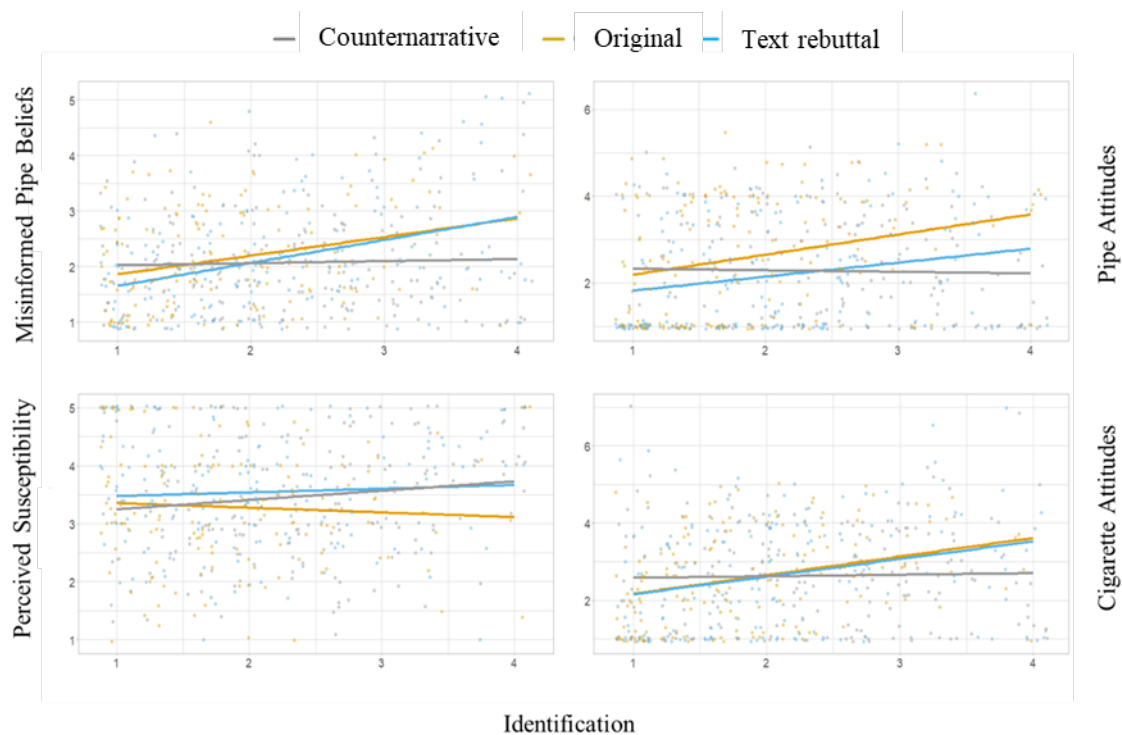 Counternarrative Original Text rebuttal
Misinformed Pipe Beliefs
5
4
3
2
1
1 2 3 4
6
4
2
1 2 3 4
Pipe Attitudes
Perceived Susceptibility
5
4
3
2
1
1 2 3 4
6
4
2
1 2 3 4
Cigarette Attitudes
Identification